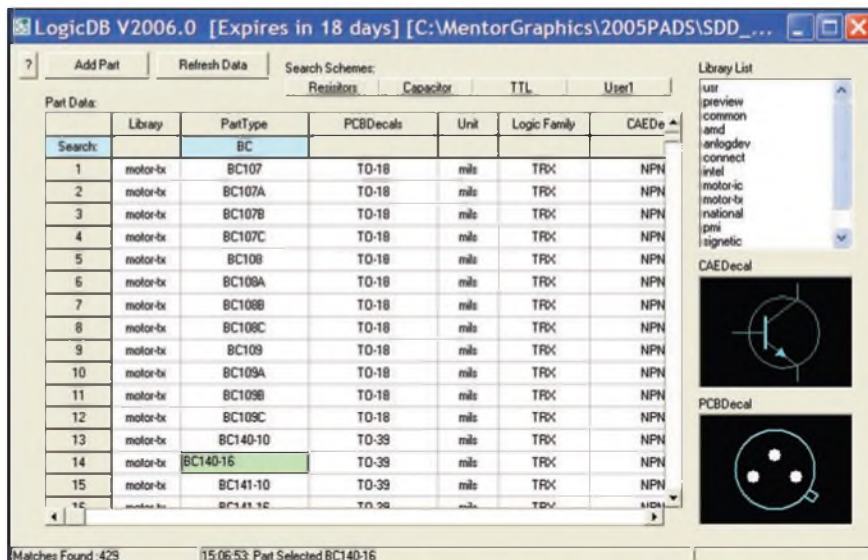 LogicDB V2006.0 [Expires in 18 days] [C:\MentorGraphics\2005PADS\SDD_...
? Add Part Refresh Data Search Schemes:
Resistors Capacitor TTL User1
Part Data:
Library PartType PCBDecals Unit Logic Family CAEDe
Search: BC
1 motor-tx BC107 TO-18 mils TRX NPN
2 motor-tx BC107A TO-18 mils TRX NPN
3 motor-tx BC107B TO-18 mils TRX NPN
4 motor-tx BC107C TO-18 mils TRX NPN
5 motor-tx BC108 TO-18 mils TRX NPN
6 motor-tx BC108A TO-18 mils TRX NPN
7 motor-tx BC108B TO-18 mils TRX NPN
8 motor-tx BC108C TO-18 mils TRX NPN
9 motor-tx BC109 TO-18 mils TRX NPN
10 motor-tx BC109A TO-18 mils TRX NPN
11 motor-tx BC109B TO-18 mils TRX NPN
12 motor-tx BC109C TO-18 mils TRX NPN
13 motor-tx BC140-10 TO-39 mils TRX NPN
14 motor-tx BC140-16 TO-39 mils TRX NPN
15 motor-tx BC141-10 TO-39 mils TRX NPN
16 motor-tx BC141-16 TO-39 mils TRX NPN
Library List
usr
preview
common
amd
anlogdev
connect
intel
motor-ic
motor-tx
national
pmi
signetic
CAEDecal
PCBDecal
Matches Found :429 15:06:53: Part Selected BC140-16